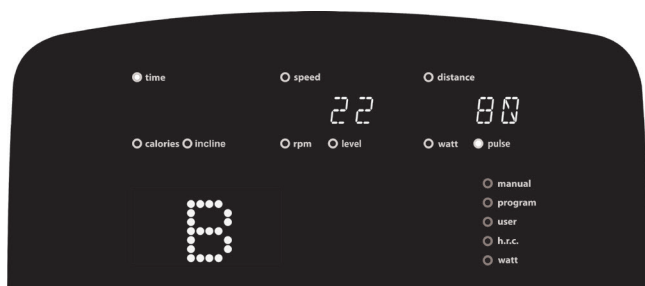 time speed distance
22 80
calories incline rpm level watt pulse
manual
program
B
user
h.r.c.
watt